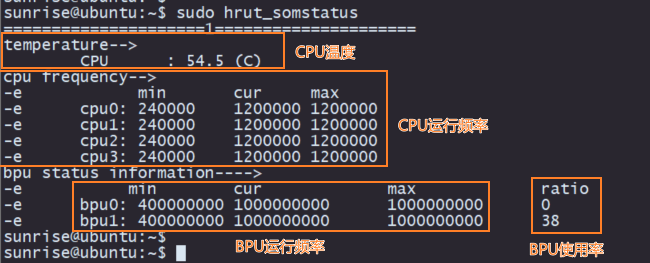 sunrise@ubuntu:~$
sunrise@ubuntu:~$ sudo hrut_somstatus
=====================1=====================
temperature-->
CPU : 54.5 (C)
CPU温度
cpu frequency-->
-e min cur max
-e cpu0: 240000 1200000 1200000
-e cpu1: 240000 1200000 1200000
-e cpu2: 240000 1200000 1200000
-e cpu3: 240000 1200000 1200000
CPU运行频率
bpu status information---->
-e min cur max ratio
-e bpu0: 400000000 1000000000 1000000000 0
-e bpu1: 400000000 1000000000 1000000000 38
sunrise@ubuntu:~$
sunrise@ubuntu:~$
BPU运行频率
BPU使用率